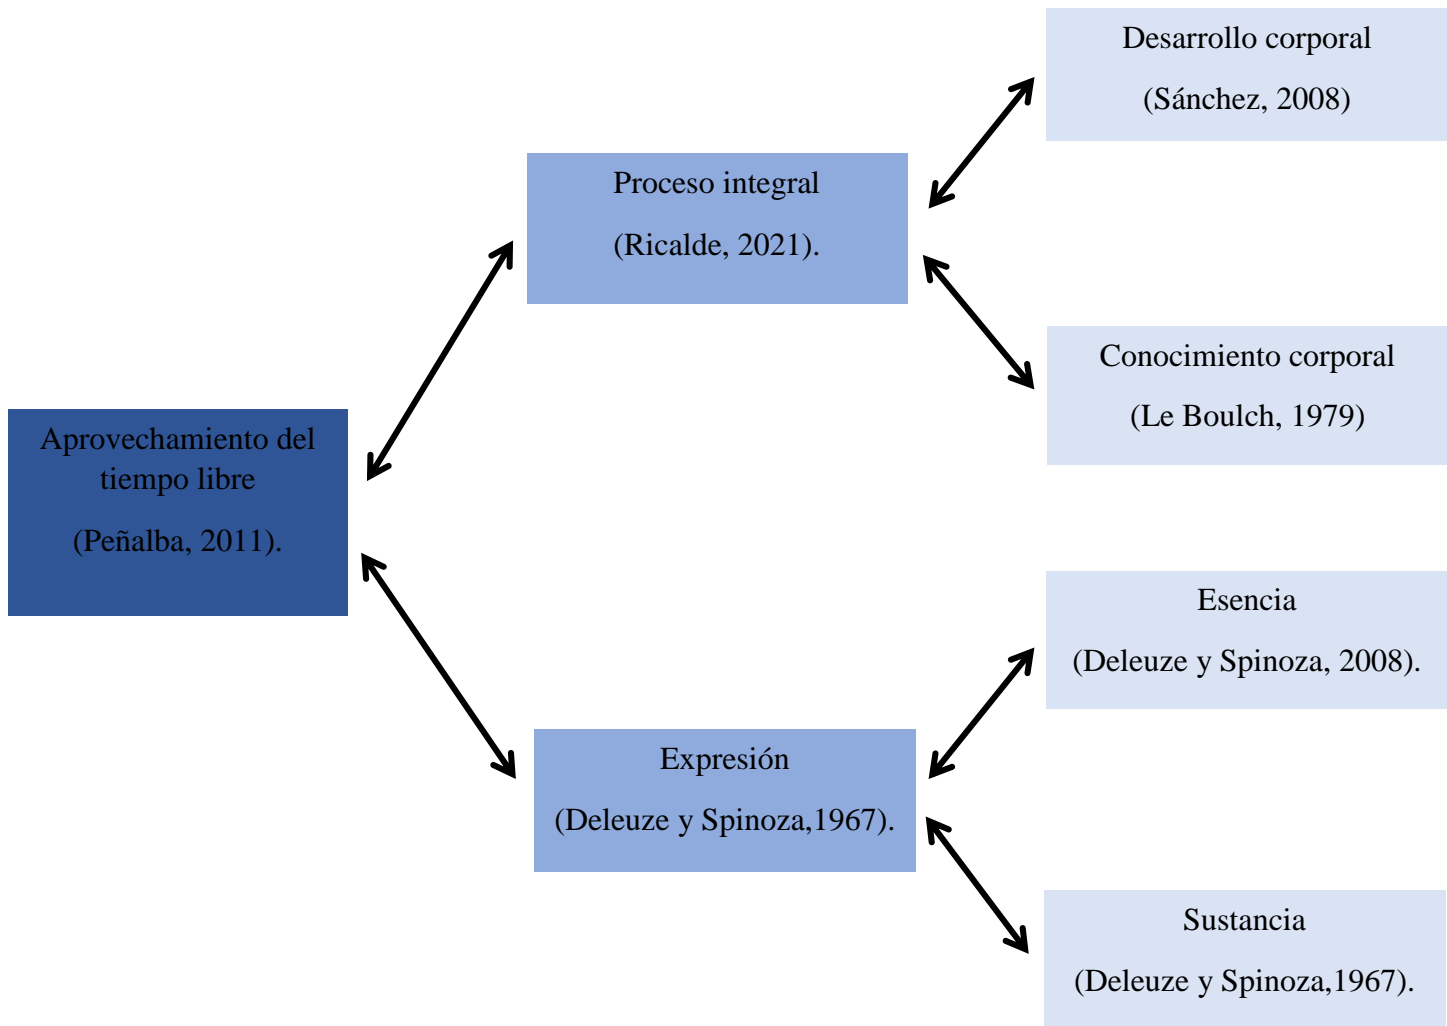 Aprovechamiento del
tiempo libre
(Peñalba, 2011).
Proceso integral
(Ricalde, 2021).
Desarrollo corporal
(Sánchez, 2008)
Conocimiento corporal
(Le Boulch, 1979)
Expresión
(Deleuze y Spinoza,1967).
Esencia
(Deleuze y Spinoza, 2008).
Sustancia
(Deleuze y Spinoza,1967).